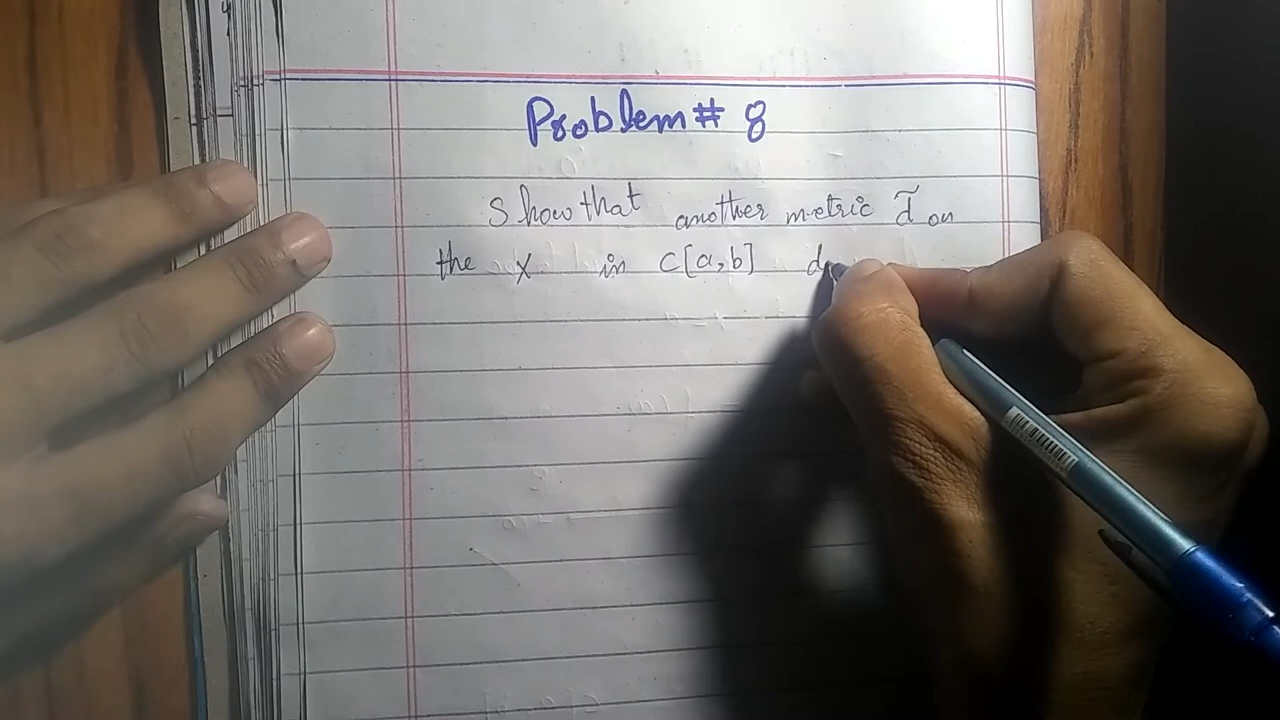 Problem # 8
Show that another metric d̃ on
the X in C[a,b]